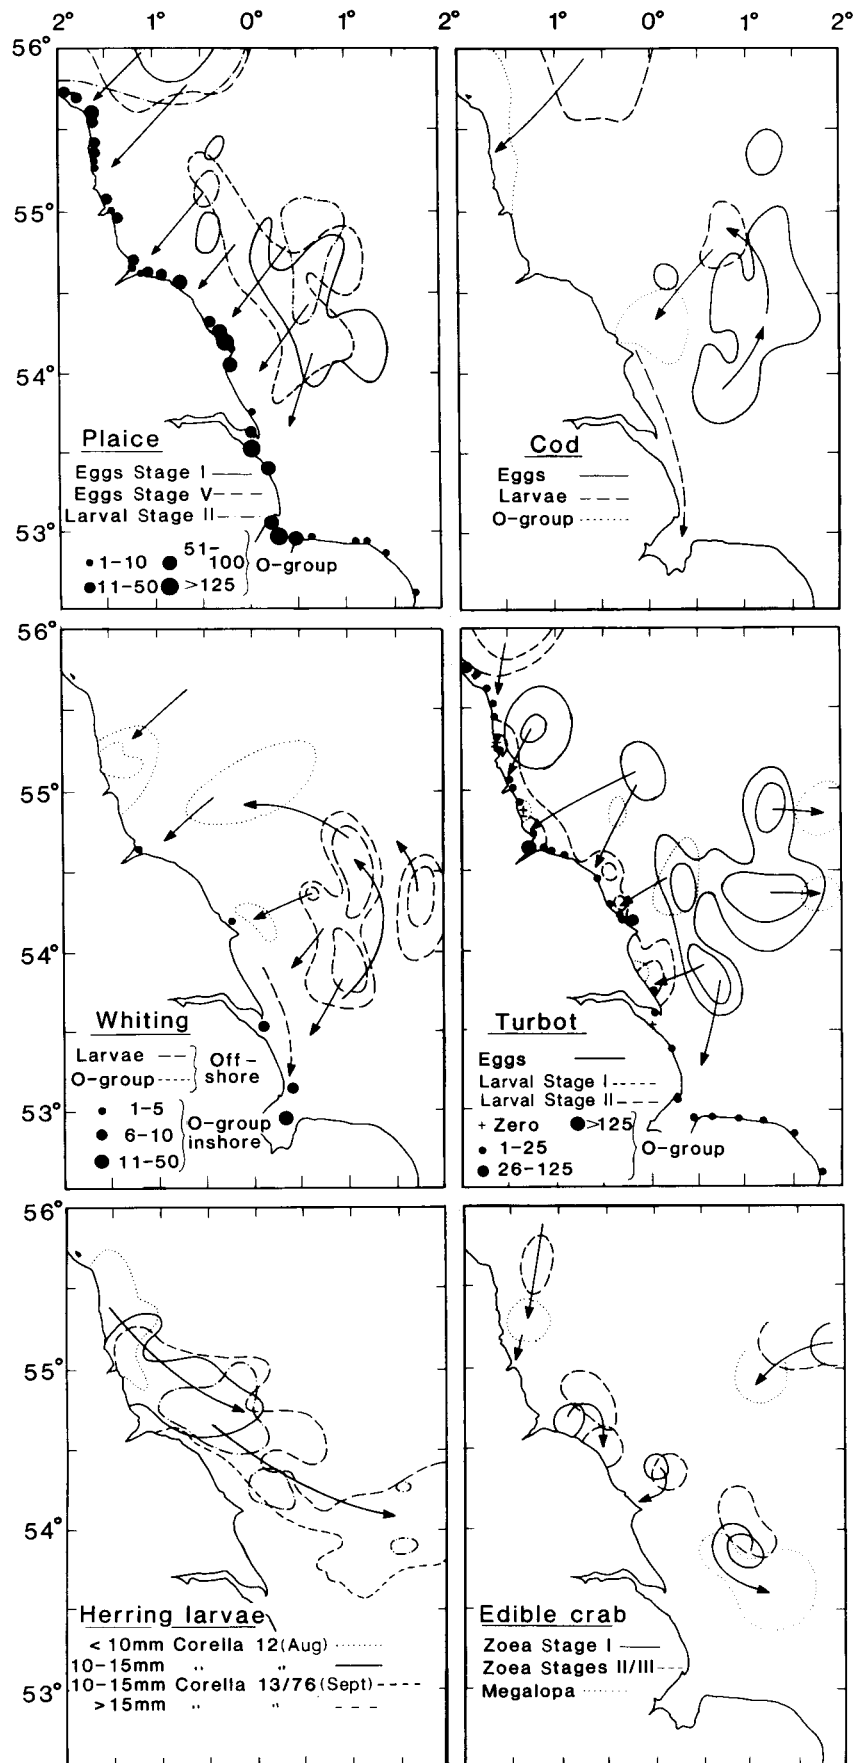 2° 1° 0° 1° 0° 1° 2°
56°
55°
54°
53°
Plaice
Eggs Stage I
Eggs Stage V
Larval Stage II
1-10 51-100
11-50 >125
O-group
Cod
Eggs
Larvae
O-group
56°
55°
54°
53°
Whiting
Larvae
O-group
Off-
shore
1-5
6-10
11-50
O-group
inshore
Turbot
Eggs
Larval Stage I
Larval Stage II
+ Zero >125
1-25
26-125
O-group
56°
55°
54°
53°
Herring larvae
< 10mm Corella 12(Aug)
10-15mm " "
10-15mm Corella 13/76(Sept)
>15mm " "
Edible crab
Zoea Stage I
Zoea Stages II/III
Megalopa